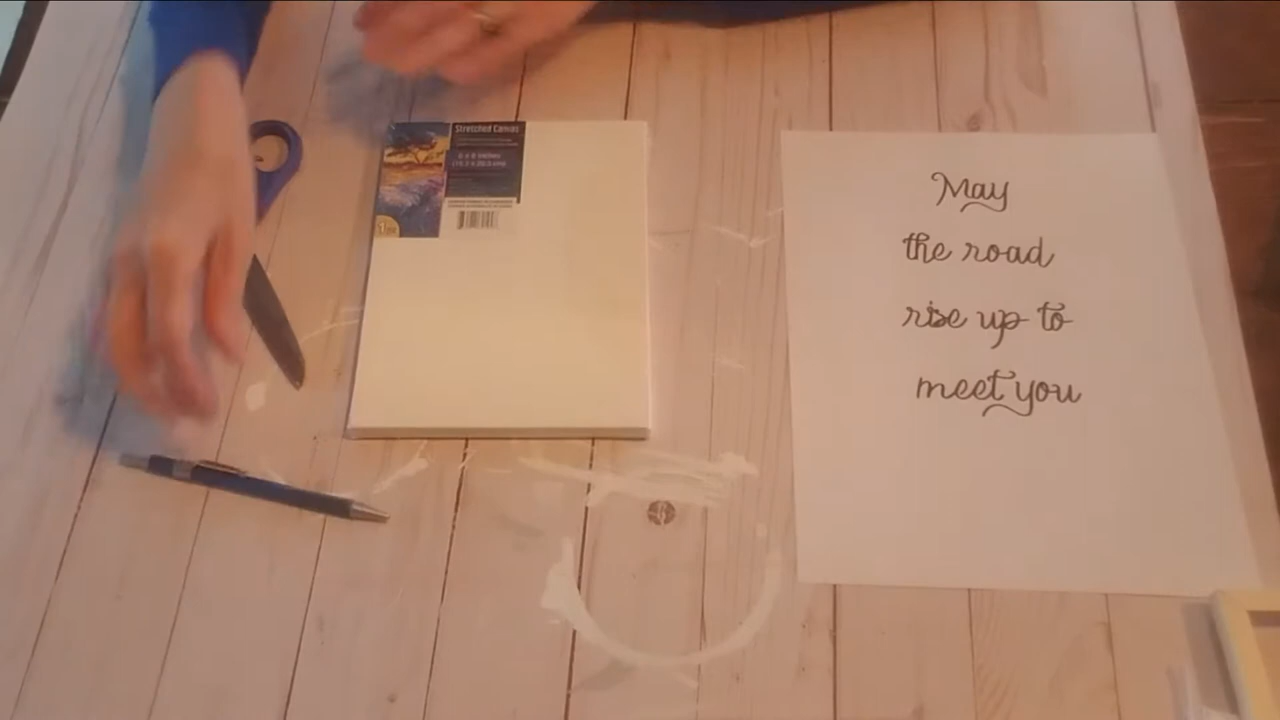 Stretched Canvas
May
the road
rise up to
meet you